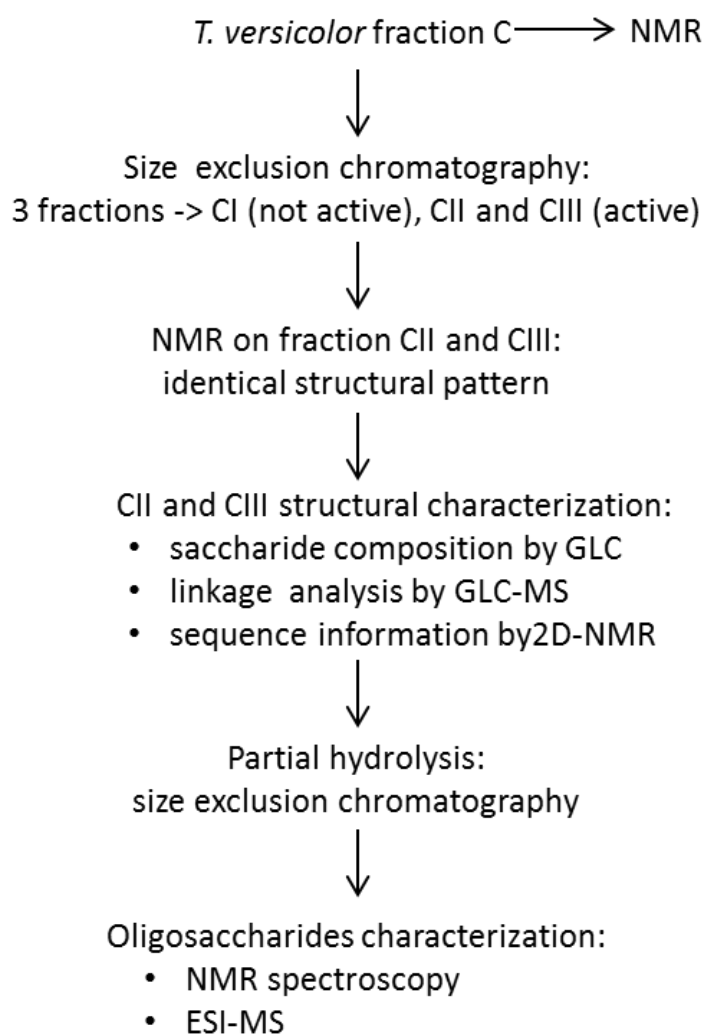 T. versicolor fraction C NMR
Size exclusion chromatography:
3 fractions -> CI (not active), CII and CIII (active)
NMR on fraction CII and CIII:
identical structural pattern
CII and CIII structural characterization:
• saccharide composition by GLC
• linkage analysis by GLC-MS
• sequence information by2D-NMR
Partial hydrolysis:
size exclusion chromatography
Oligosaccharides characterization:
• NMR spectroscopy
• ESI-MS